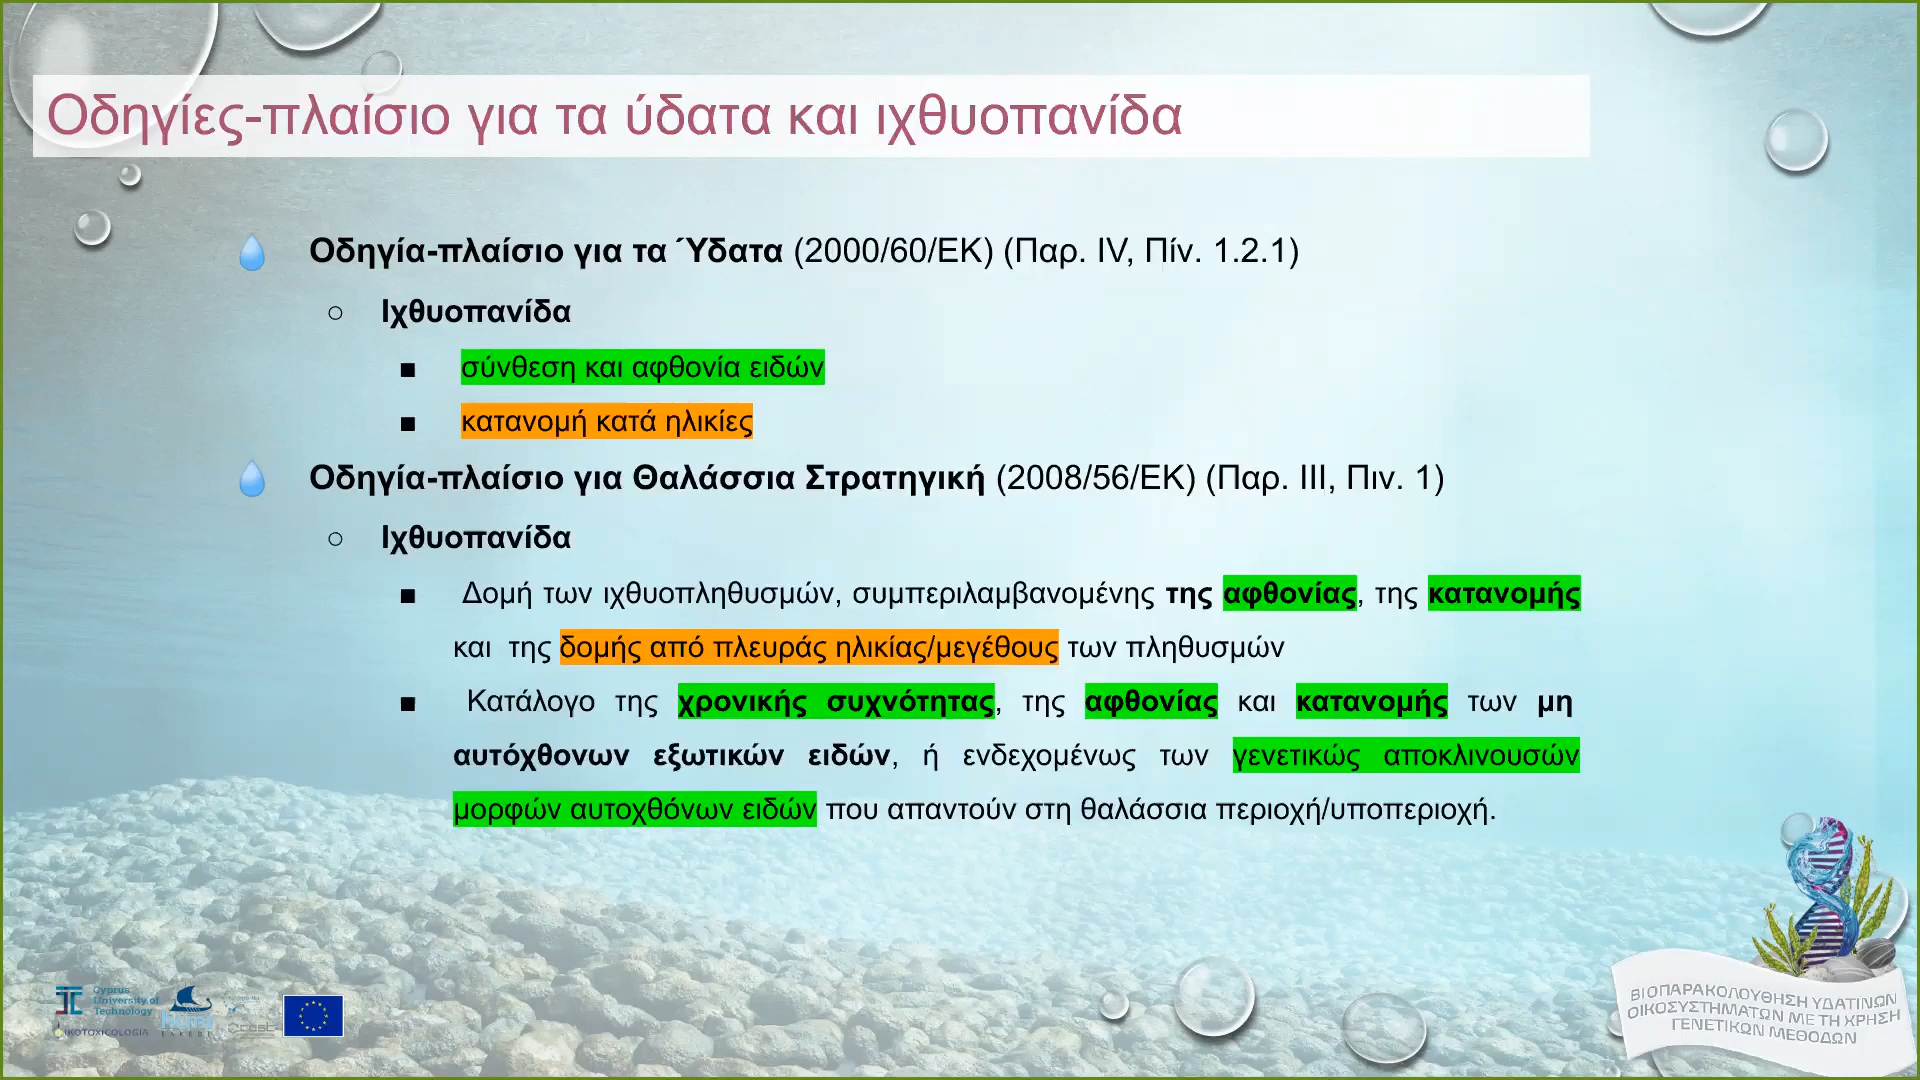 Οδηγίες-πλαίσιο για τα ύδατα και ιχθυοπανίδα
Οδηγία-πλαίσιο για τα Ύδατα (2000/60/ΕΚ) (Παρ. IV, Πίν. 1.2.1)
○ Ιχθυοπανίδα
■ σύνθεση και αφθονία ειδών
■ κατανομή κατά ηλικίες
Οδηγία-πλαίσιο για Θαλάσσια Στρατηγική (2008/56/ΕΚ) (Παρ. III, Πιν. 1)
○ Ιχθυοπανίδα
■ Δομή των ιχθυοπληθυσμών, συμπεριλαμβανομένης της αφθονίας, της κατανομής
και της δομής από πλευράς ηλικίας/μεγέθους των πληθυσμών
■ Κατάλογο της χρονικής συχνότητας, της αφθονίας και κατανομής των μη
αυτόχθονων εξωτικών ειδών, ή ενδεχομένως των γενετικώς αποκλινουσών
μορφών αυτοχθόνων ειδών που απαντούν στη θαλάσσια περιοχή/υποπεριοχή.
Cyprus
University of
Technology
ΒΙΟΠΑΡΑΚΟΛΟΥΘΗΣΗ ΥΔΑΤΙΝΩΝ
ΟΙΚΟΣΥΣΤΗΜΑΤΩΝ ΜΕ ΤΗ ΧΡΗΣΗ
ΓΕΝΕΤΙΚΩΝ ΜΕΘΟΔΩΝ